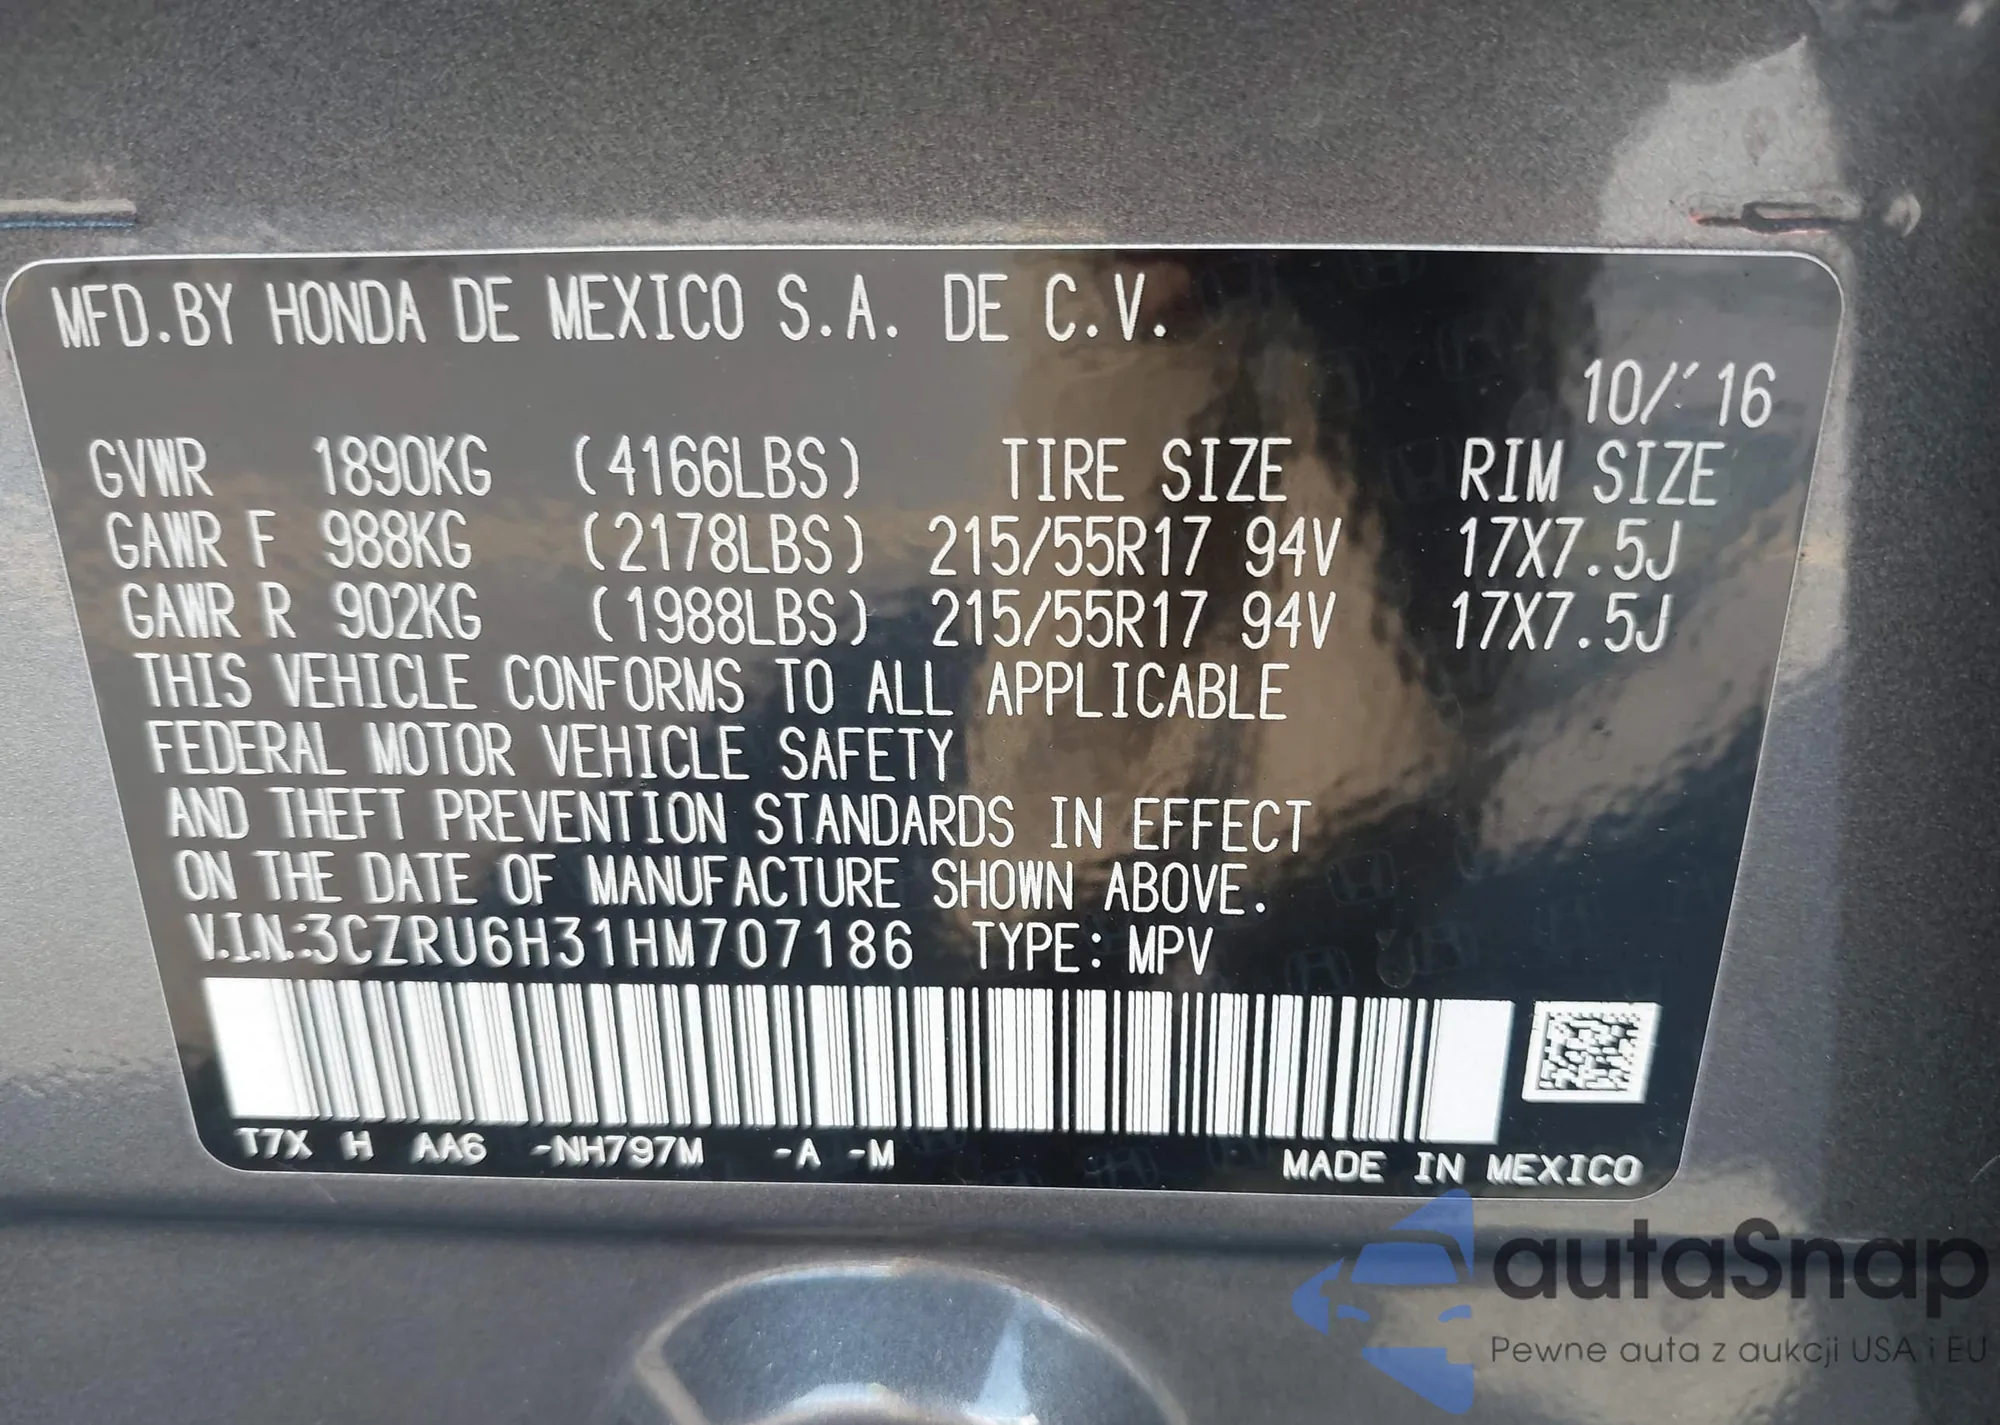 MFD.BY HONDA DE MEXICO S.A. DE C.V.
10/'16
GVWR 1890KG (4166LBS) TIRE SIZE RIM SIZE
GAWR F 988KG (2178LBS) 215/55R17 94V 17X7.5J
GAWR R 902KG (1988LBS) 215/55R17 94V 17X7.5J
THIS VEHICLE CONFORMS TO ALL APPLICABLE
FEDERAL MOTOR VEHICLE SAFETY
AND THEFT PREVENTION STANDARDS IN EFFECT
ON THE DATE OF MANUFACTURE SHOWN ABOVE.
V.I.N.:3CZRU6H31HM707186 TYPE: MPV
T7X H AA6 -NH797M -A -M
MADE IN MEXICO
autaSnap
Pewne auta z aukcji USA i EU